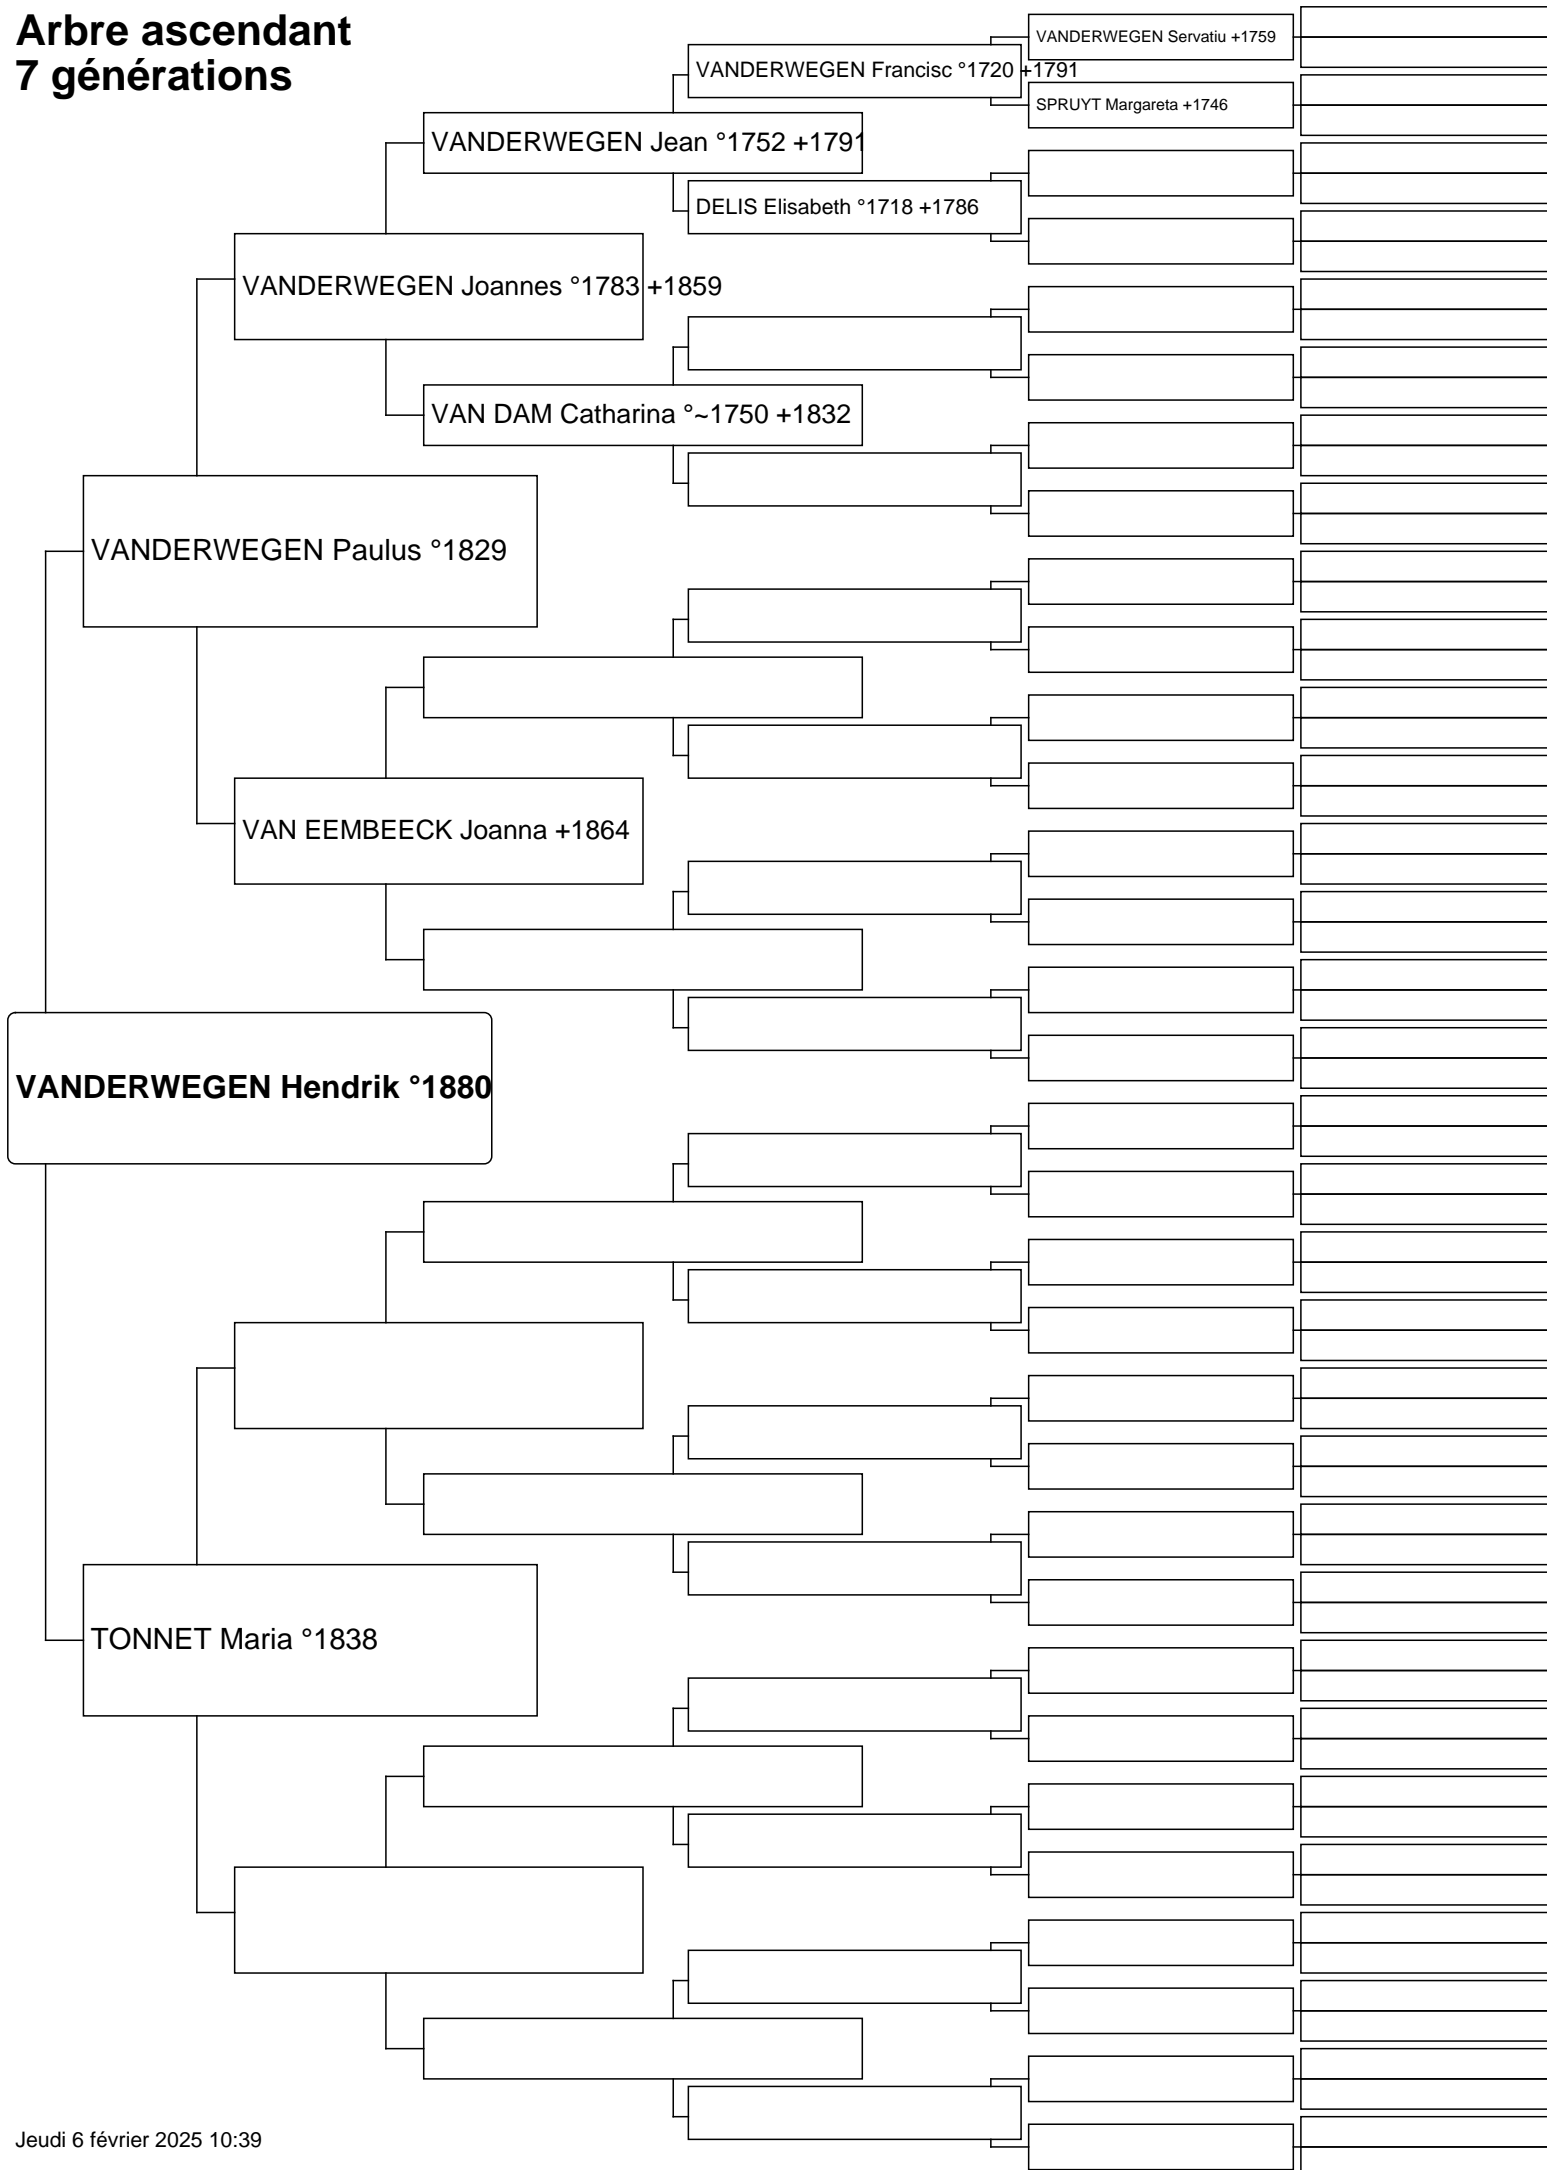 Arbre ascendant
7 générations
VANDERWEGEN Servatiu +1759
VANDERWEGEN Francisc °1720 +1791
SPRUYT Margareta +1746
VANDERWEGEN Jean °1752 +1791
DELIS Elisabeth °1718 +1786
VANDERWEGEN Joannes °1783 +1859
VAN DAM Catharina °~1750 +1832
VANDERWEGEN Paulus °1829
VAN EEMBEECK Joanna +1864
VANDERWEGEN Hendrik °1880
TONNET Maria °1838
Jeudi 6 février 2025 10:39